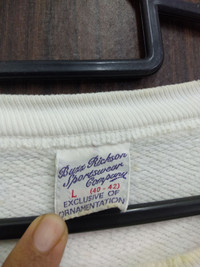 Buzz Rickson
Sportswear
Company
L (40-42)
EXCLUSIVE OF
ORNAMENTATION